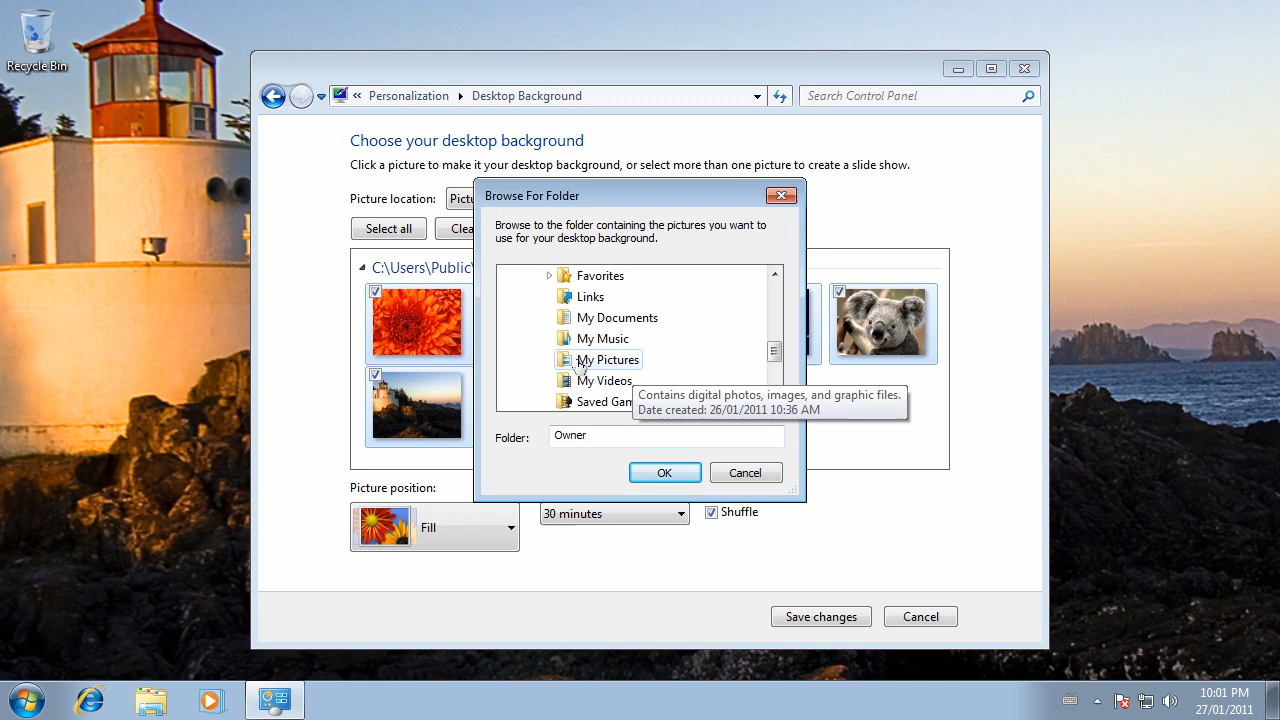 Recycle Bin
« Personalization Desktop Background
Search Control Panel
Choose your desktop background
Click a picture to make it your desktop background, or select more than one picture to create a slide show.
Picture location:
Select all
C:\Users\Public\
Browse For Folder
Browse to the folder containing the pictures you want to
use for your desktop background.
Favorites
Links
My Documents
My Music
My Pictures
My Videos
Saved
Contains digital photos, images, and graphic files.
Date created: 26/01/2011 10:36 AM
Folder: Owner
OK Cancel
Picture position:
Fill
30 minutes
Shuffle
Save changes Cancel
10:01 PM
27/01/2011